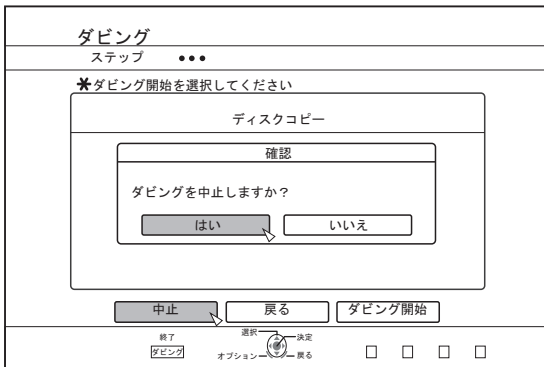 ダビング
ステップ ●●●
✱ダビング開始を選択してください
ディスクコピー
確認
ダビングを中止しますか？
はい いいえ
中止 戻る ダビング開始
終了 選択 決定
ダビング オプション 戻る